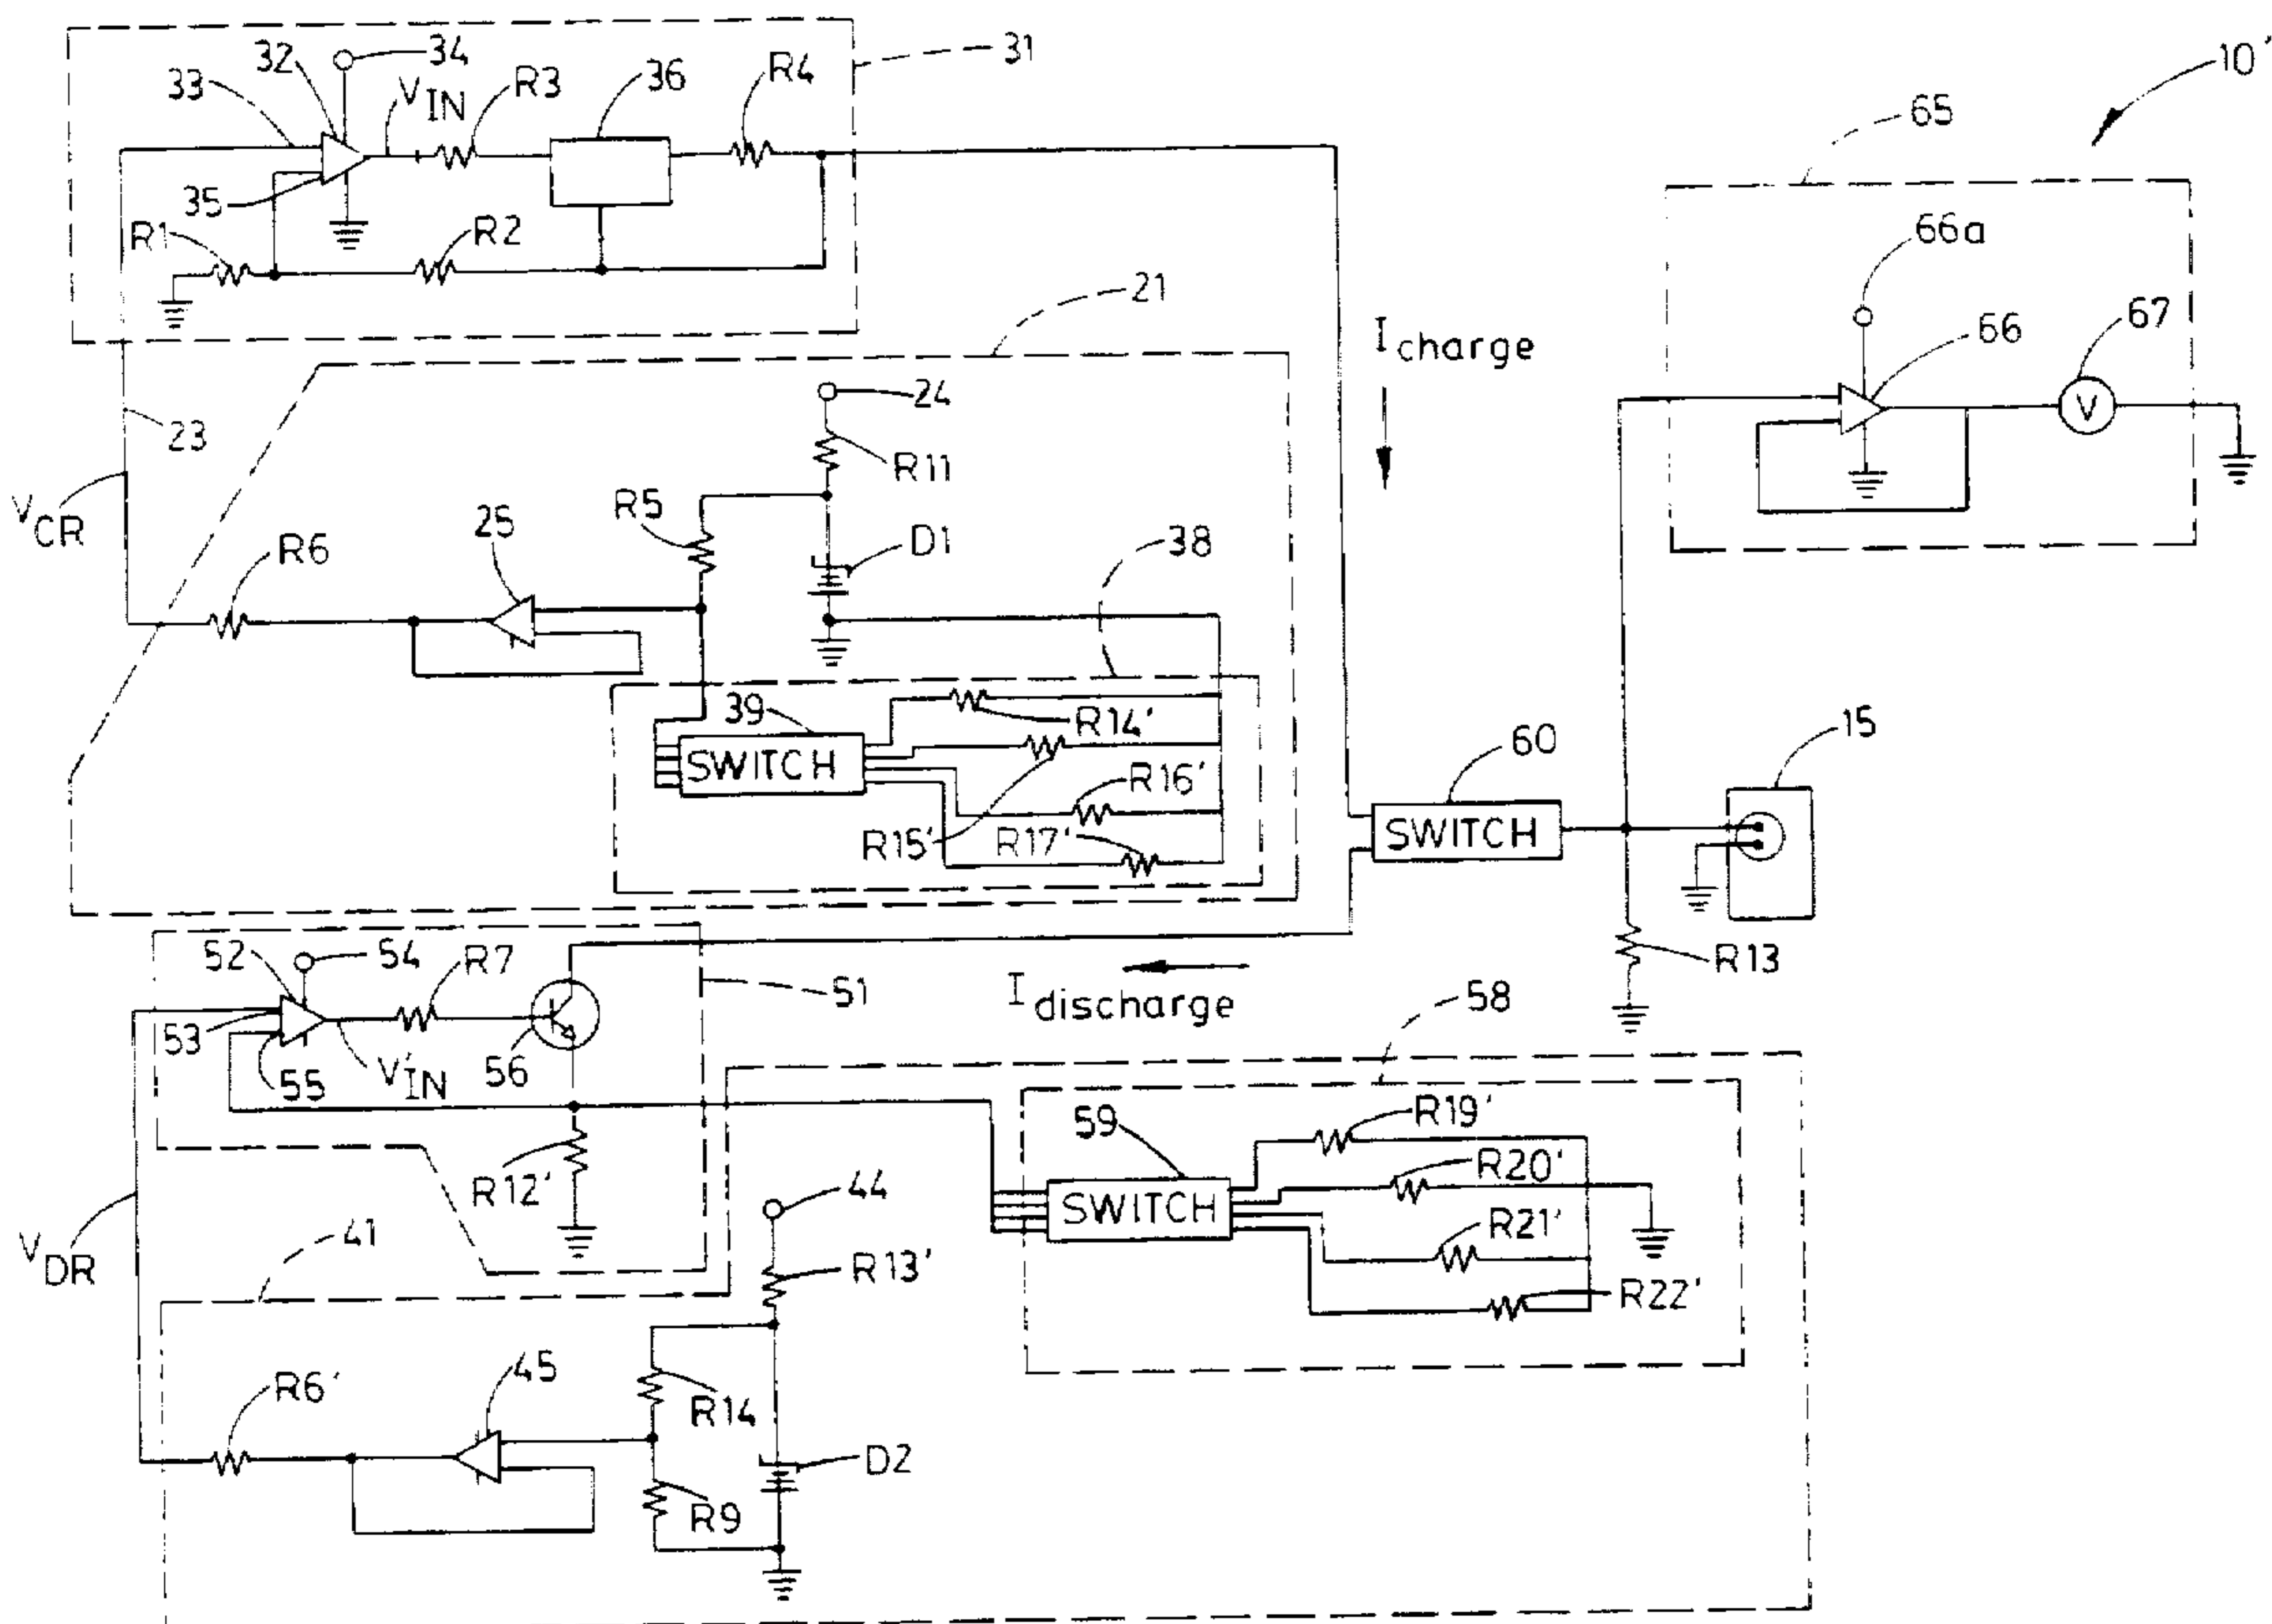 34
31
10'
32
R4
33
VIN
R3
36
65
35
R1
R2
66a
21
67
Icharge
24
66
23
R11
VCR
R5
25
D1
38
R6
39
R14'
15
SWITCH
60
R16'
R15'
R17'
SWITCH
52
54
R7
51
R13
Idischarge
58
53
55
V'IN
56
59
R19'
R12'
R20'
44
SWITCH
41
R21'
VDR
R13'
R22'
45
R6'
R14
D2
R9
V